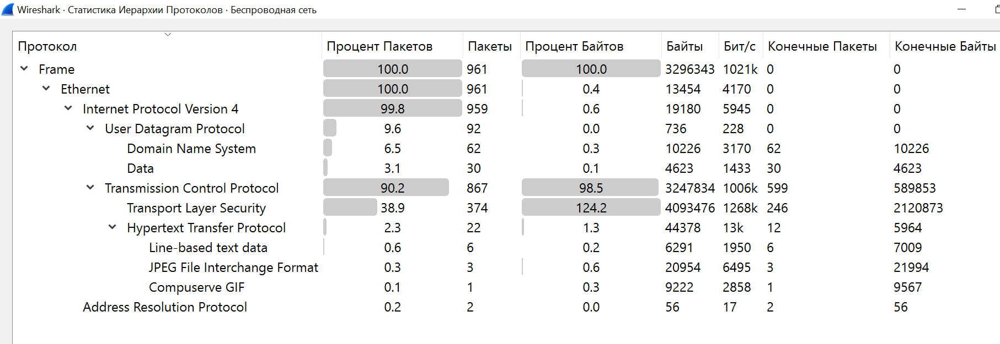 Wireshark · Статистика Иерархии Протоколов · Беспроводная сеть
Протокол Процент Пакетов Пакеты Процент Байтов Байты Бит/с Конечные Пакеты Конечные Байты
Frame 100.0 961 100.0 3296343 1021k 0 0
Ethernet 100.0 961 0.4 13454 4170 0 0
Internet Protocol Version 4 99.8 959 0.6 19180 5945 0 0
User Datagram Protocol 9.6 92 0.0 736 228 0 0
Domain Name System 6.5 62 0.3 10226 3170 62 10226
Data 3.1 30 0.1 4623 1433 30 4623
Transmission Control Protocol 90.2 867 98.5 3247834 1006k 599 589853
Transport Layer Security 38.9 374 124.2 4093476 1268k 246 2120873
Hypertext Transfer Protocol 2.3 22 1.3 44378 13k 12 5964
Line-based text data 0.6 6 0.2 6291 1950 6 7009
JPEG File Interchange Format 0.3 3 0.6 20954 6495 3 21994
Compuserve GIF 0.1 1 0.3 9222 2858 1 9567
Address Resolution Protocol 0.2 2 0.0 56 17 2 56